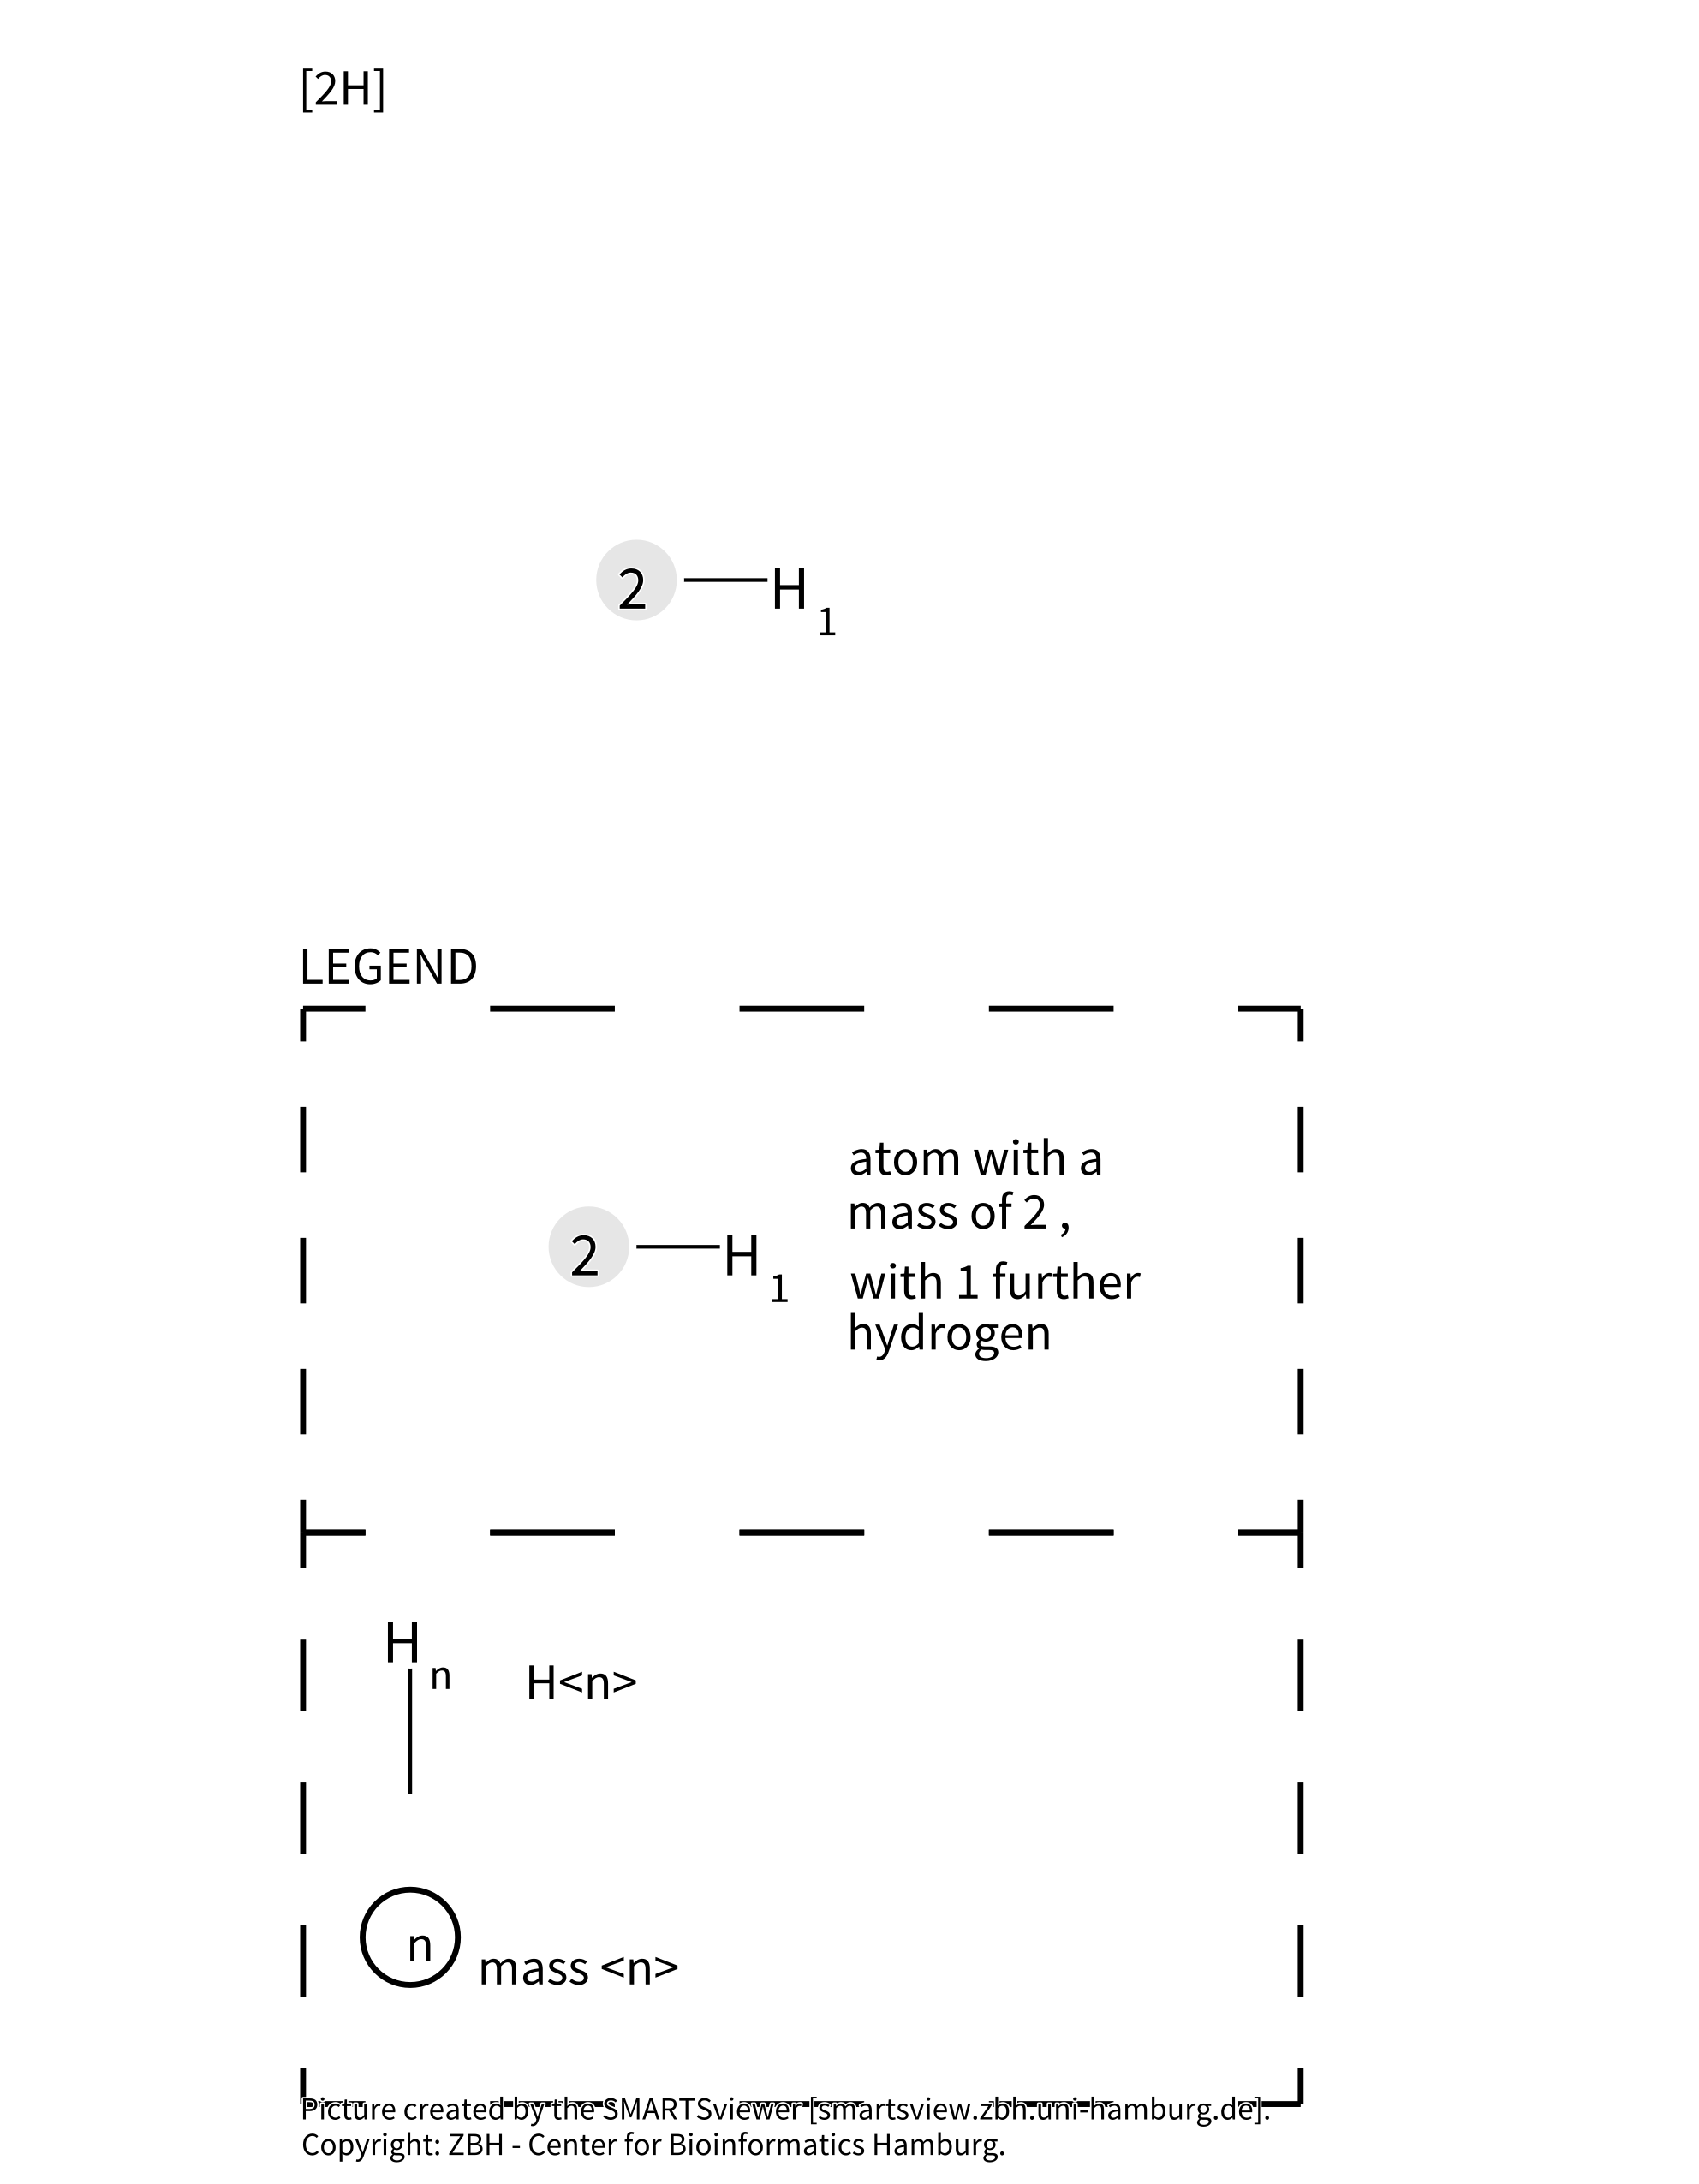 [2H]
2 H 1
LEGEND
2 H 1
atom with a
mass of 2 ,
with 1 further
hydrogen
H n
H<n>
n
mass <n>
Picture created by the SMARTSviewer [smartsview.zbh.uni-hamburg.de].
Copyright: ZBH - Center for Bioinformatics Hamburg.